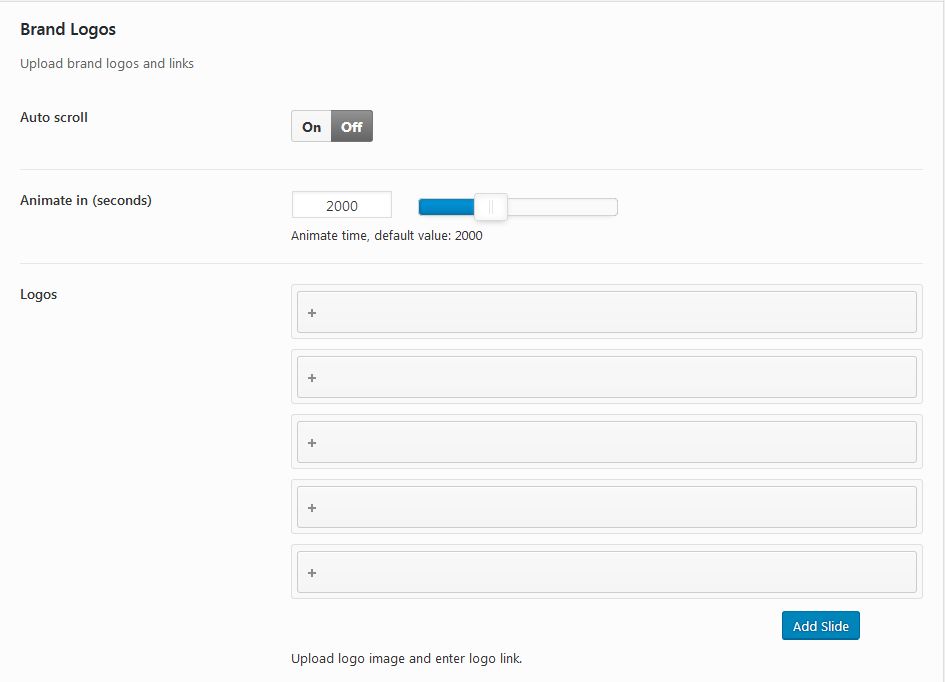 Brand Logos
Upload brand logos and links
Auto scroll
On Off
Animate in (seconds)
2000
Animate time, default value: 2000
Logos
+
+
+
+
+
Add Slide
Upload logo image and enter logo link.